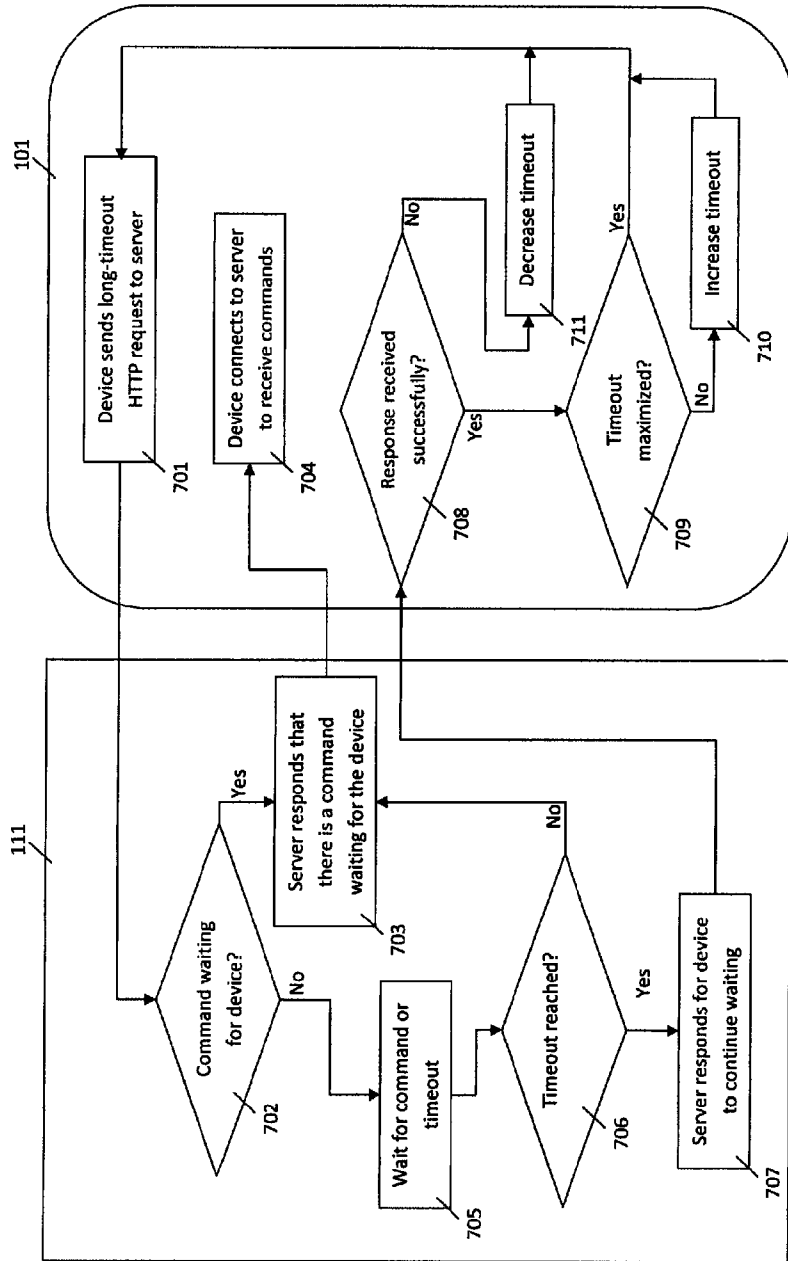 111
Command waiting
for device?
702
Yes
No
Server responds that
there is a command
waiting for the device
703
Wait for command or
timeout
705
Timeout reached?
706
No
Yes
Server responds for device
to continue waiting
707
101
Device sends long-timeout
HTTP request to server
701
Device connects to server
to receive commands
704
Response received
successfully?
708
No
Yes
Decrease timeout
711
Timeout
maximized?
709
Yes
No
Increase timeout
710